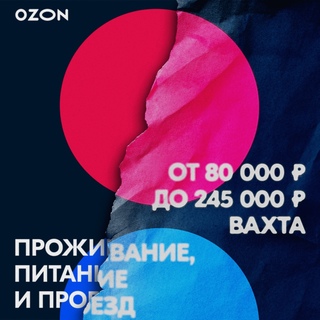 OZON
ОТ 80 000 ₽
ДО 245 000 ₽
ВАХТА
ПРОЖИВАНИЕ,
ПИТАНИЕ
И ПРОЕЗД